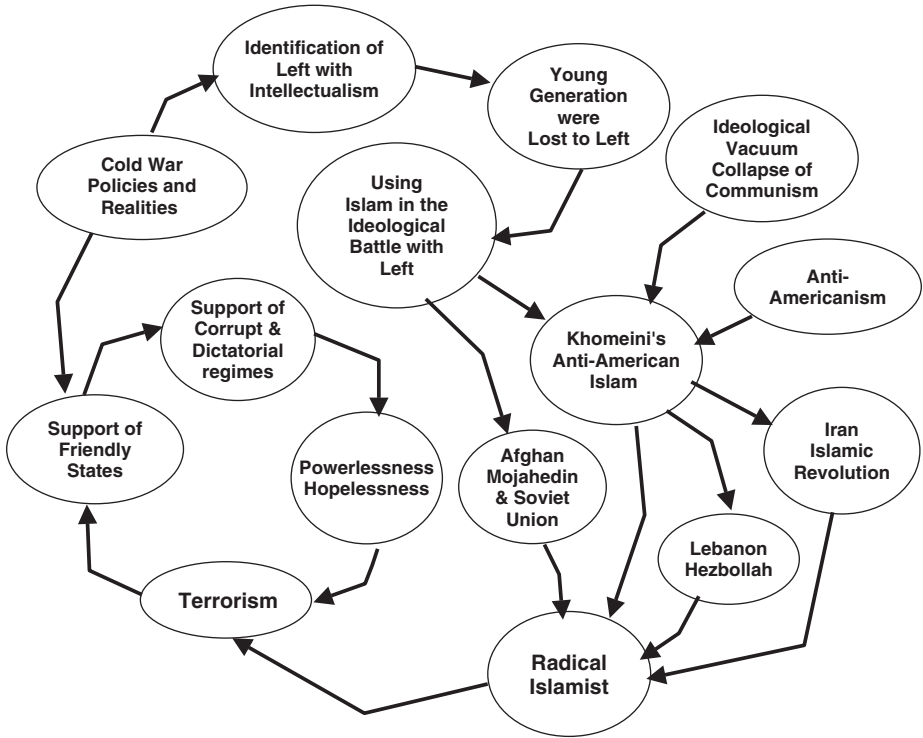 Identification of
Left with
Intellectualism
Young
Generation
were
Lost to Left
Ideological
Vacuum
Collapse of
Communism
Cold War
Policies and
Realities
Using
Islam in the
Ideological
Battle with
Left
Anti-
Americanism
Support of
Corrupt &
Dictatorial
regimes
Khomeini's
Anti-American
Islam
Support of
Friendly
States
Powerlessness
Hopelessness
Afghan
Mojahedin
& Soviet
Union
Iran
Islamic
Revolution
Lebanon
Hezbollah
Terrorism
Radical
Islamist